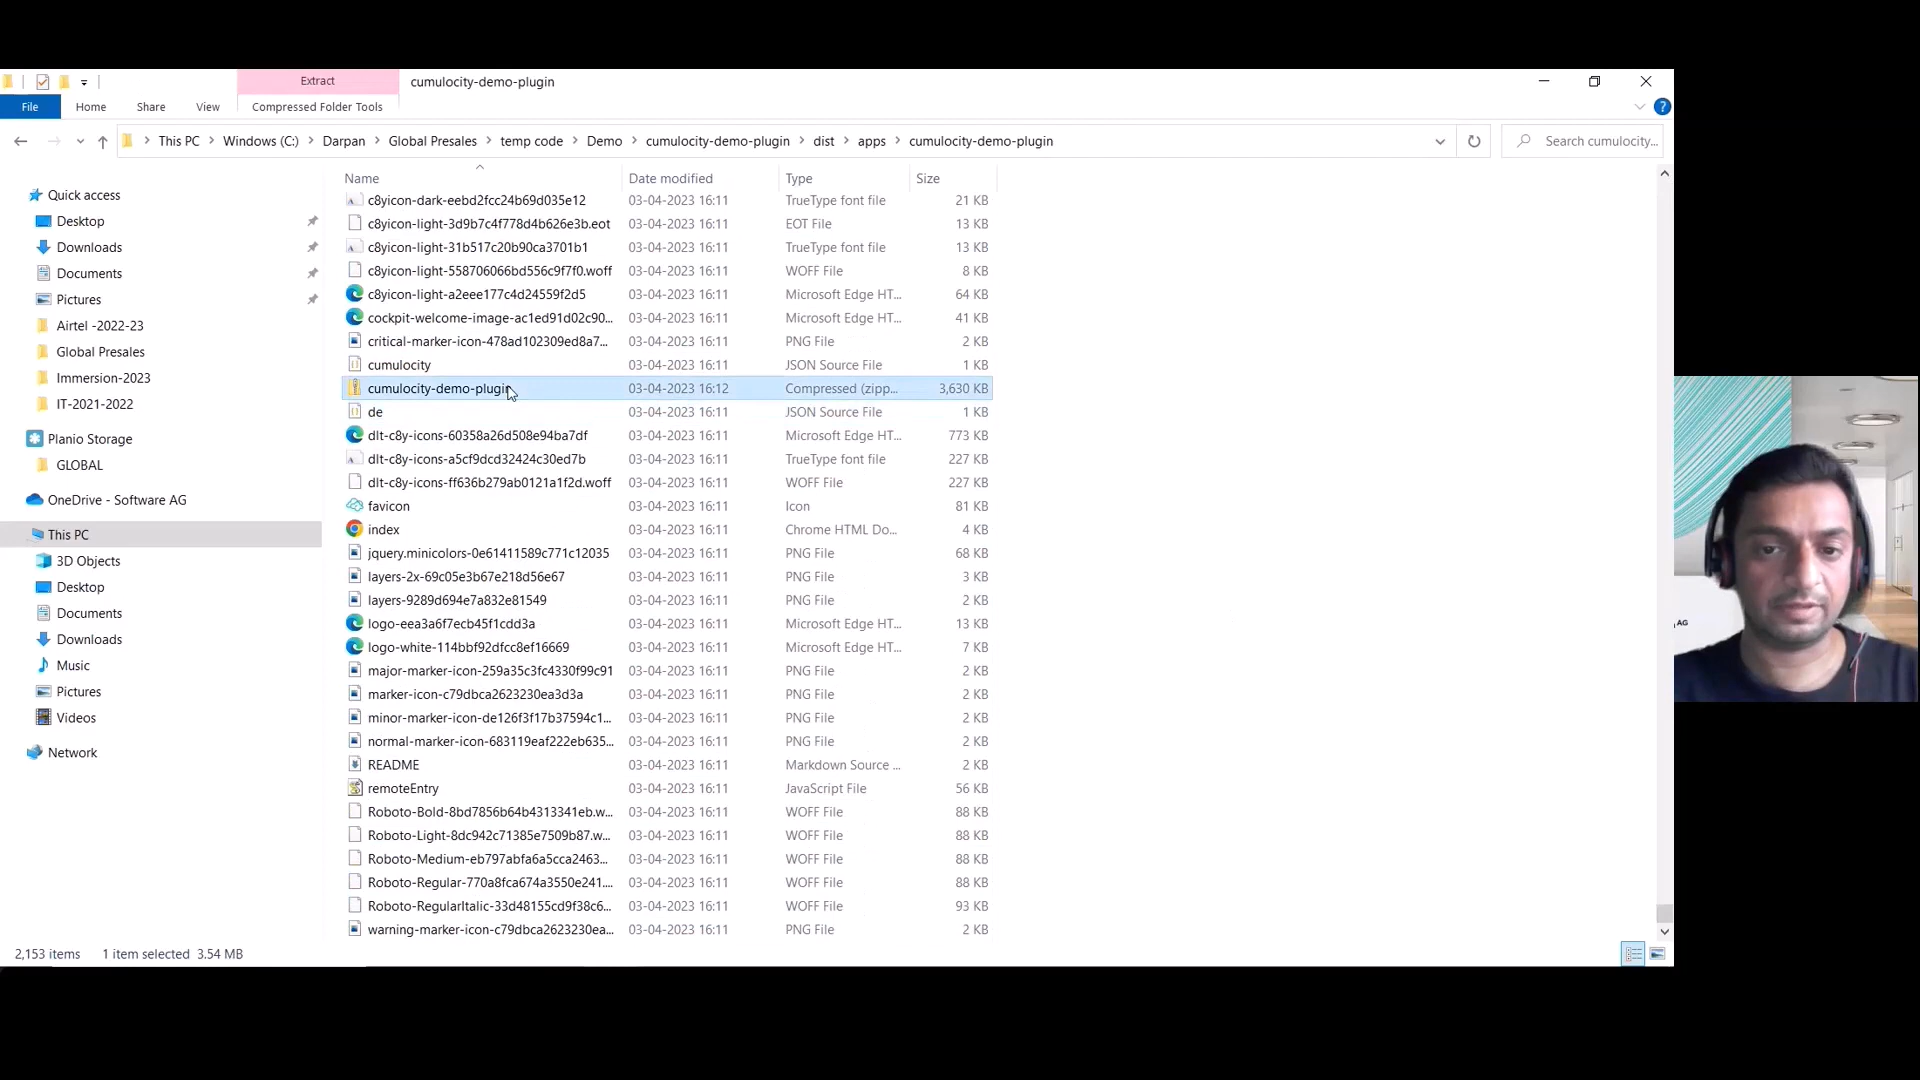 Extract
cumulocity-demo-plugin
File
Home
Share
View
Compressed Folder Tools
This PC
Windows (C:)
Darpan
Global Presales
temp code
Demo
cumulocity-demo-plugin
dist
apps
cumulocity-demo-plugin
Search cumulocity...
Name
Date modified
Type
Size
Quick access
Desktop
Downloads
Documents
Pictures
Airtel -2022-23
Global Presales
Immersion-2023
IT-2021-2022
Planio Storage
GLOBAL
OneDrive - Software AG
This PC
3D Objects
Desktop
Documents
Downloads
Music
Pictures
Videos
Network
c8yicon-dark-eebd2fcc24b69d035e12 03-04-2023 16:11 TrueType font file 21 KB
c8yicon-light-3d9b7c4f778d4b626e3b.eot 03-04-2023 16:11 EOT File 13 KB
c8yicon-light-31b517c20b90ca3701b1 03-04-2023 16:11 TrueType font file 13 KB
c8yicon-light-558706066bd556c9f7f0.woff 03-04-2023 16:11 WOFF File 8 KB
c8yicon-light-a2eee177c4d24559f2d5 03-04-2023 16:11 Microsoft Edge HT... 64 KB
cockpit-welcome-image-ac1ed91d02c90... 03-04-2023 16:11 Microsoft Edge HT... 41 KB
critical-marker-icon-478ad102309ed8a7... 03-04-2023 16:11 PNG File 2 KB
cumulocity 03-04-2023 16:11 JSON Source File 1 KB
cumulocity-demo-plugin 03-04-2023 16:12 Compressed (zipp... 3,630 KB
de 03-04-2023 16:11 JSON Source File 1 KB
dlt-c8y-icons-60358a26d508e94ba7df 03-04-2023 16:11 Microsoft Edge HT... 773 KB
dlt-c8y-icons-a5cf9dcd32424c30ed7b 03-04-2023 16:11 TrueType font file 227 KB
dlt-c8y-icons-ff636b279ab0121a1f2d.woff 03-04-2023 16:11 WOFF File 227 KB
favicon 03-04-2023 16:11 Icon 81 KB
index 03-04-2023 16:11 Chrome HTML Do... 4 KB
jquery.minicolors-0e61411589c771c12035 03-04-2023 16:11 PNG File 68 KB
layers-2x-69c05e3b67e218d56e67 03-04-2023 16:11 PNG File 3 KB
layers-9289d694e7a832e81549 03-04-2023 16:11 PNG File 2 KB
logo-eea3a6f7ecb45f1cdd3a 03-04-2023 16:11 Microsoft Edge HT... 13 KB
logo-white-114bbf92dfcc8ef16669 03-04-2023 16:11 Microsoft Edge HT... 7 KB
major-marker-icon-259a35c3fc4330f99c91 03-04-2023 16:11 PNG File 2 KB
marker-icon-c79dbca2623230ea3d3a 03-04-2023 16:11 PNG File 2 KB
minor-marker-icon-de126f3f17b37594c1... 03-04-2023 16:11 PNG File 2 KB
normal-marker-icon-683119eaf222eb635... 03-04-2023 16:11 PNG File 2 KB
README 03-04-2023 16:11 Markdown Source ... 2 KB
remoteEntry 03-04-2023 16:11 JavaScript File 56 KB
Roboto-Bold-8bd7856b64b4313341eb.w... 03-04-2023 16:11 WOFF File 88 KB
Roboto-Light-8dc942c71385e7509b87.w... 03-04-2023 16:11 WOFF File 88 KB
Roboto-Medium-eb797abfa6a5cca2463... 03-04-2023 16:11 WOFF File 88 KB
Roboto-Regular-770a8fca674a3550e241.... 03-04-2023 16:11 WOFF File 88 KB
Roboto-RegularItalic-33d48155cd9f38c6... 03-04-2023 16:11 WOFF File 93 KB
warning-marker-icon-c79dbca2623230ea... 03-04-2023 16:11 PNG File 2 KB
2,153 items
1 item selected 3.54 MB
AG